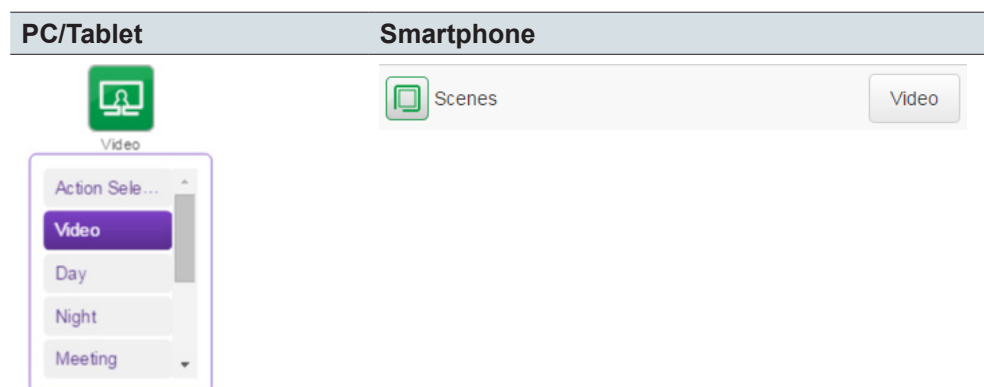 PC/Tablet Smartphone
Video
Scenes Video
Action Sele...
Video
Day
Night
Meeting